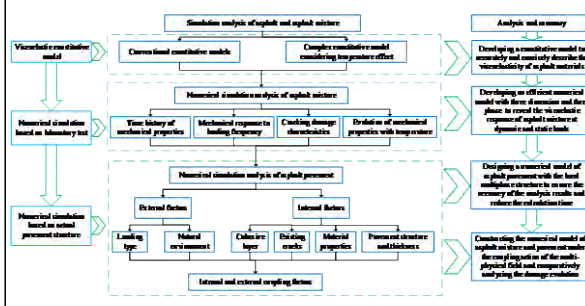 Simulation analysis of asphalt and asphalt mixture
Analysis and summary
Viscoelastic constitutive
model
Conventional constitutive models
Complex constitutive model
considering temperature effect
Developing a constitutive model to
accurately and concisely describe the
viscoelasticity of asphalt materials
Numerical simulation analysis of asphalt mixture
Numerical simulation
based on laboratory test
Time history of
mechanical properties
Mechanical response to
loading frequency
Cracking damage
characteristics
Evolution of mechanical
properties with temperature
Developing an efficient numerical
model with three dimension and three
phase to reveal the viscoelastic
response of asphalt mixture at
dynamic and static loads
Numerical simulation analysis of asphalt pavement
Numerical simulation
based on actual
pavement structure
External factors
Internal factors
Loading
type
Natural
environment
Cohesive
layer
Existing
cracks
Material
properties
Pavement structure
and thickness
Internal and external coupling factors
Designing a numerical model of
asphalt pavement with the
multiphase structure to ensure the
accuracy of the analysis results and
reduce the calculation time
Conducting the numerical model of
asphalt mixture and pavement under
the coupling action of the multi-
physical field and comparatively
analyzing the damage evolution